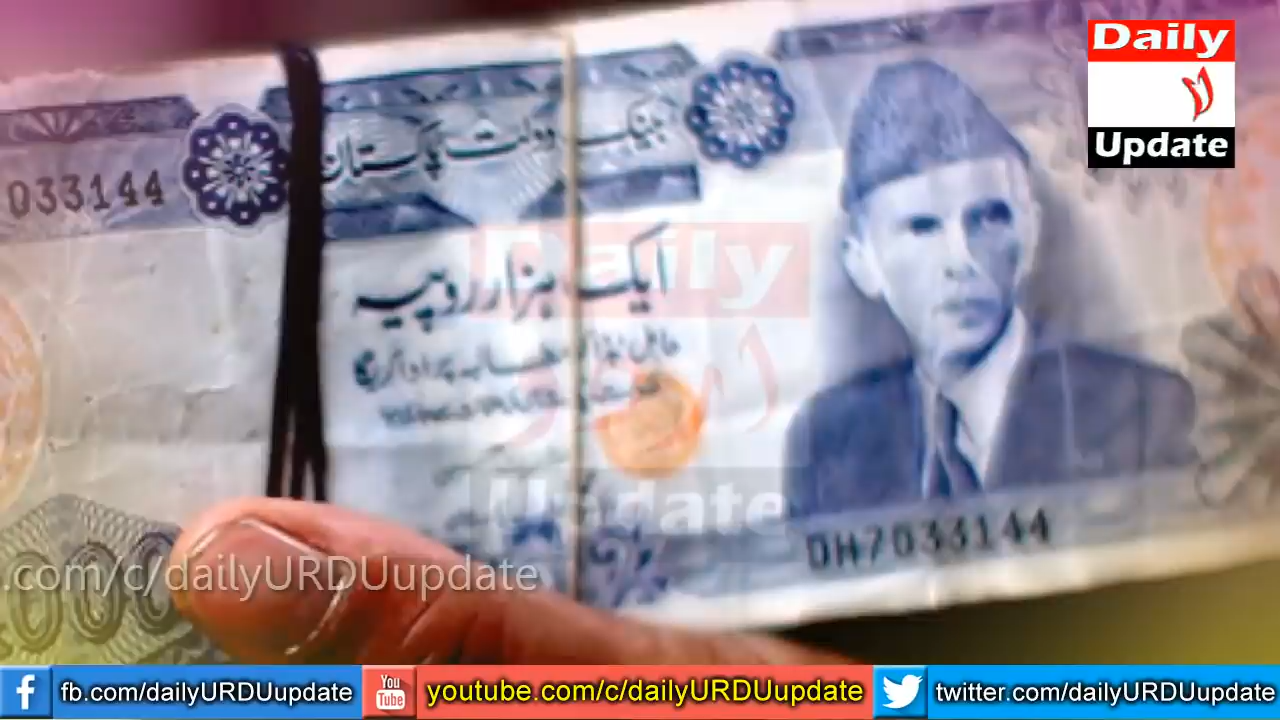 Daily
Update
033144
بینک دولت پاکستان
Daily
ایک ہزار روپیہ
Update
DH7033144
.com/c/dailyURDUupdate
000
fb.com/dailyURDUupdate
You
Tube
youtube.com/c/dailyURDUupdate
twitter.com/dailyURDUupdate